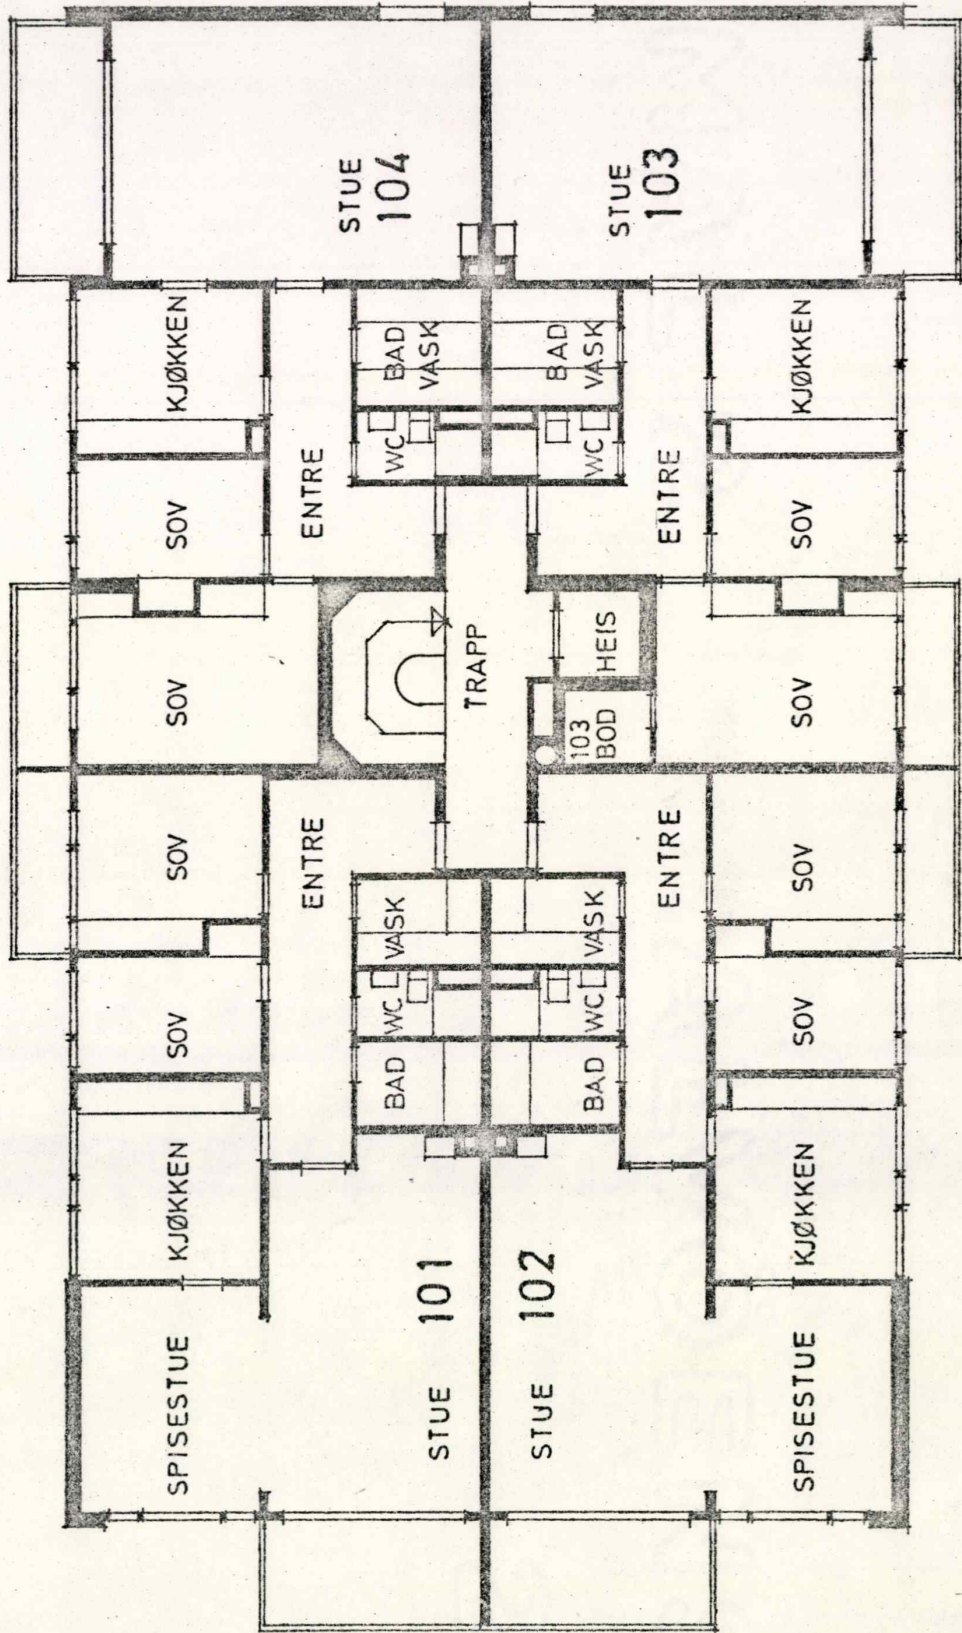 SPISESTUE
KJØKKEN
SOV
SOV
SOV
SOV
KJØKKEN
STUE
101
BAD
WC
VASK
ENTRE
ENTRE
WC
BAD
VASK
STUE
104
TRAPP
STUE
102
BAD
WC
VASK
103
BOD
HEIS
WC
BAD
VASK
STUE
103
ENTRE
ENTRE
SPISESTUE
KJØKKEN
SOV
SOV
SOV
SOV
KJØKKEN